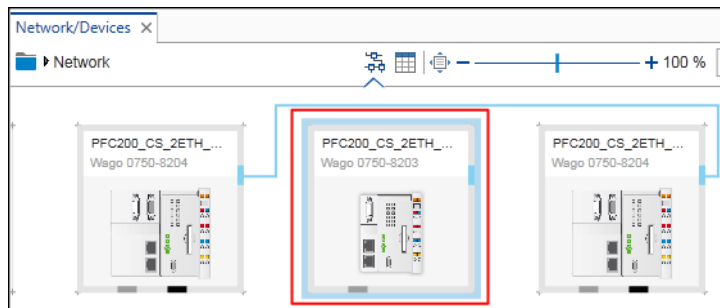 Network/Devices
Network
100 %
PFC200_CS_2ETH_...
Wago 0750-8204
PFC200_CS_2ETH_...
Wago 0750-8203
PFC200_CS_2ETH_...
Wago 0750-8204